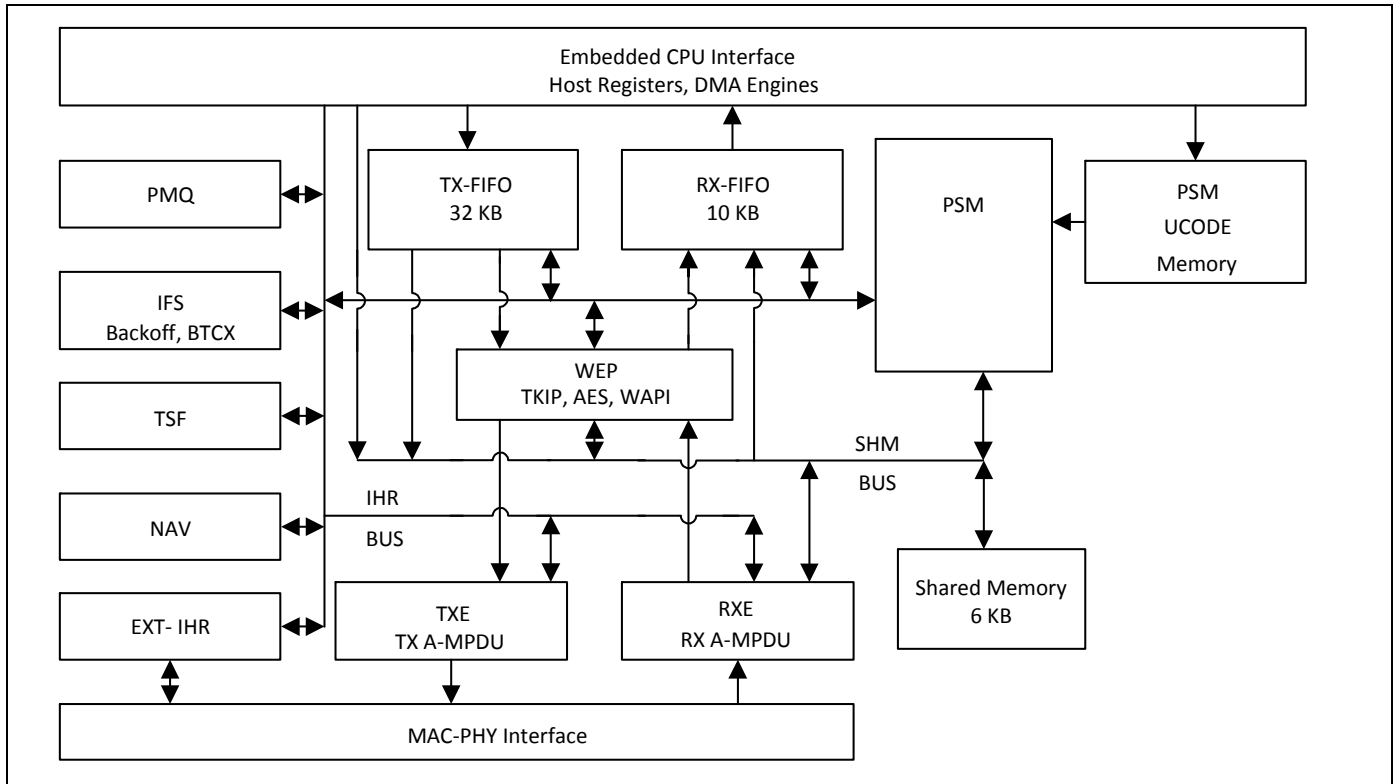 Embedded CPU Interface
Host Registers, DMA Engines
PMQ
TX-FIFO
32 KB
RX-FIFO
10 KB
PSM
PSM
UCODE
Memory
IFS
Backoff, BTCX
WEP
TKIP, AES, WAPI
TSF
SHM
BUS
IHR
BUS
NAV
Shared Memory
6 KB
EXT- IHR
TXE
TX A-MPDU
RXE
RX A-MPDU
MAC-PHY Interface